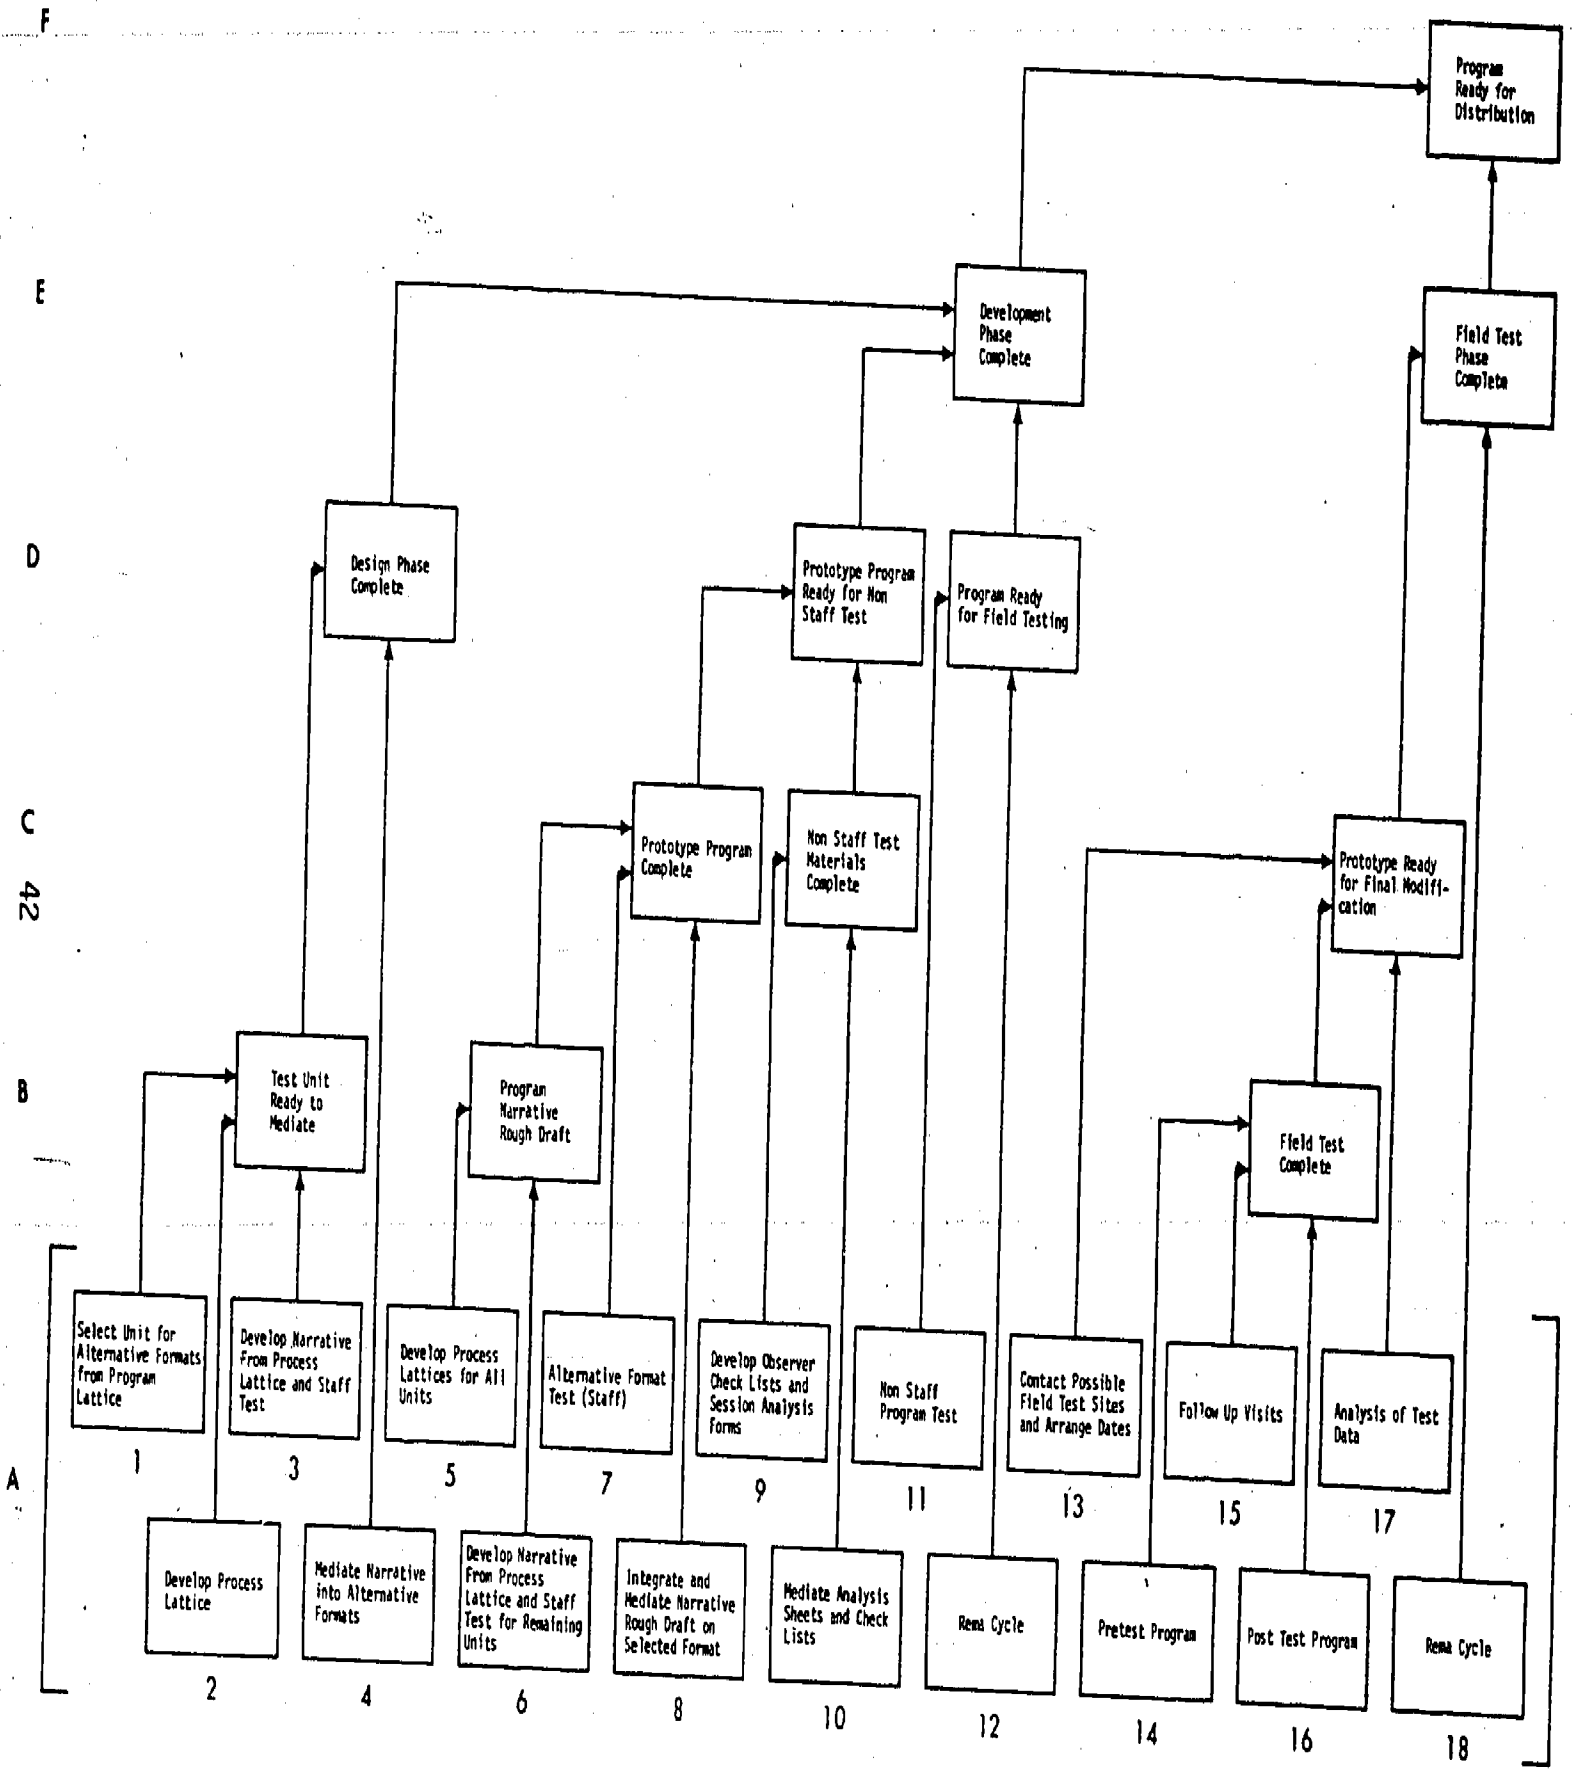 F
Program
Ready for
Distribution
E
Development
Phase
Complete
Field Test
Phase
Complete
D
Design Phase
Complete
Prototype Program
Ready for Non
Staff Test
Program Ready
for Field Testing
C
42
Prototype Program
Complete
Non Staff Test
Materials
Complete
Prototype Ready
for Final Modifi-
cation
B
Test Unit
Ready to
Mediate
Program
Narrative
Rough Draft
Field Test
Complete
A
Select Unit for
Alternative Formats
from Program
Lattice
1
Develop Narrative
From Process
Lattice and Staff
Test
3
Develop Process
Lattices for All
Units
5
Alternative Format
Test (Staff)
7
Develop Observer
Check Lists and
Session Analysis
Forms
9
Non Staff
Program Test
11
Contact Possible
Field Test Sites
and Arrange Dates
13
Follow Up Visits
15
Analysis of Test
Data
17
Develop Process
Lattice
2
Mediate Narrative
into Alternative
Formats
4
Develop Narrative
From Process
Lattice and Staff
Test for Remaining
Units
6
Integrate and
Mediate Narrative
Rough Draft on
Selected Format
8
Mediate Analysis
Sheets and Check
Lists
10
Rema Cycle
12
Pretest Program
14
Post Test Program
16
Rema Cycle
18